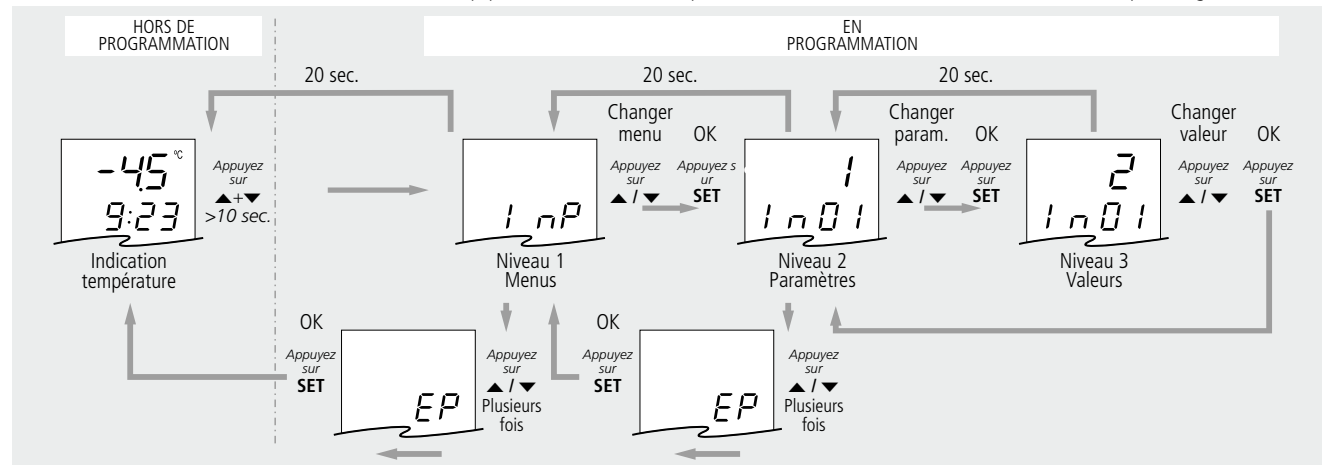 HORS DE
PROGRAMMATION
EN
PROGRAMMATION
20 sec.
20 sec.
20 sec.
-4.5 °C
9:23
Appuyez
sur
▲+▼
>10 sec.
Indication
température
InP
Niveau 1
Menus
Changer
menu
Appuyez
sur
▲ / ▼
OK
Appuyez s
ur
SET
1
In01
Niveau 2
Paramètres
Changer
param.
Appuyez
sur
▲ / ▼
OK
Appuyez
sur
SET
2
In01
Niveau 3
Valeurs
Changer
valeur
Appuyez
sur
▲ / ▼
OK
Appuyez
sur
SET
OK
Appuyez
sur
SET
EP
Appuyez
sur
▲ / ▼
Plusieurs
fois
OK
Appuyez
sur
SET
EP
Appuyez
sur
▲ / ▼
Plusieurs
fois